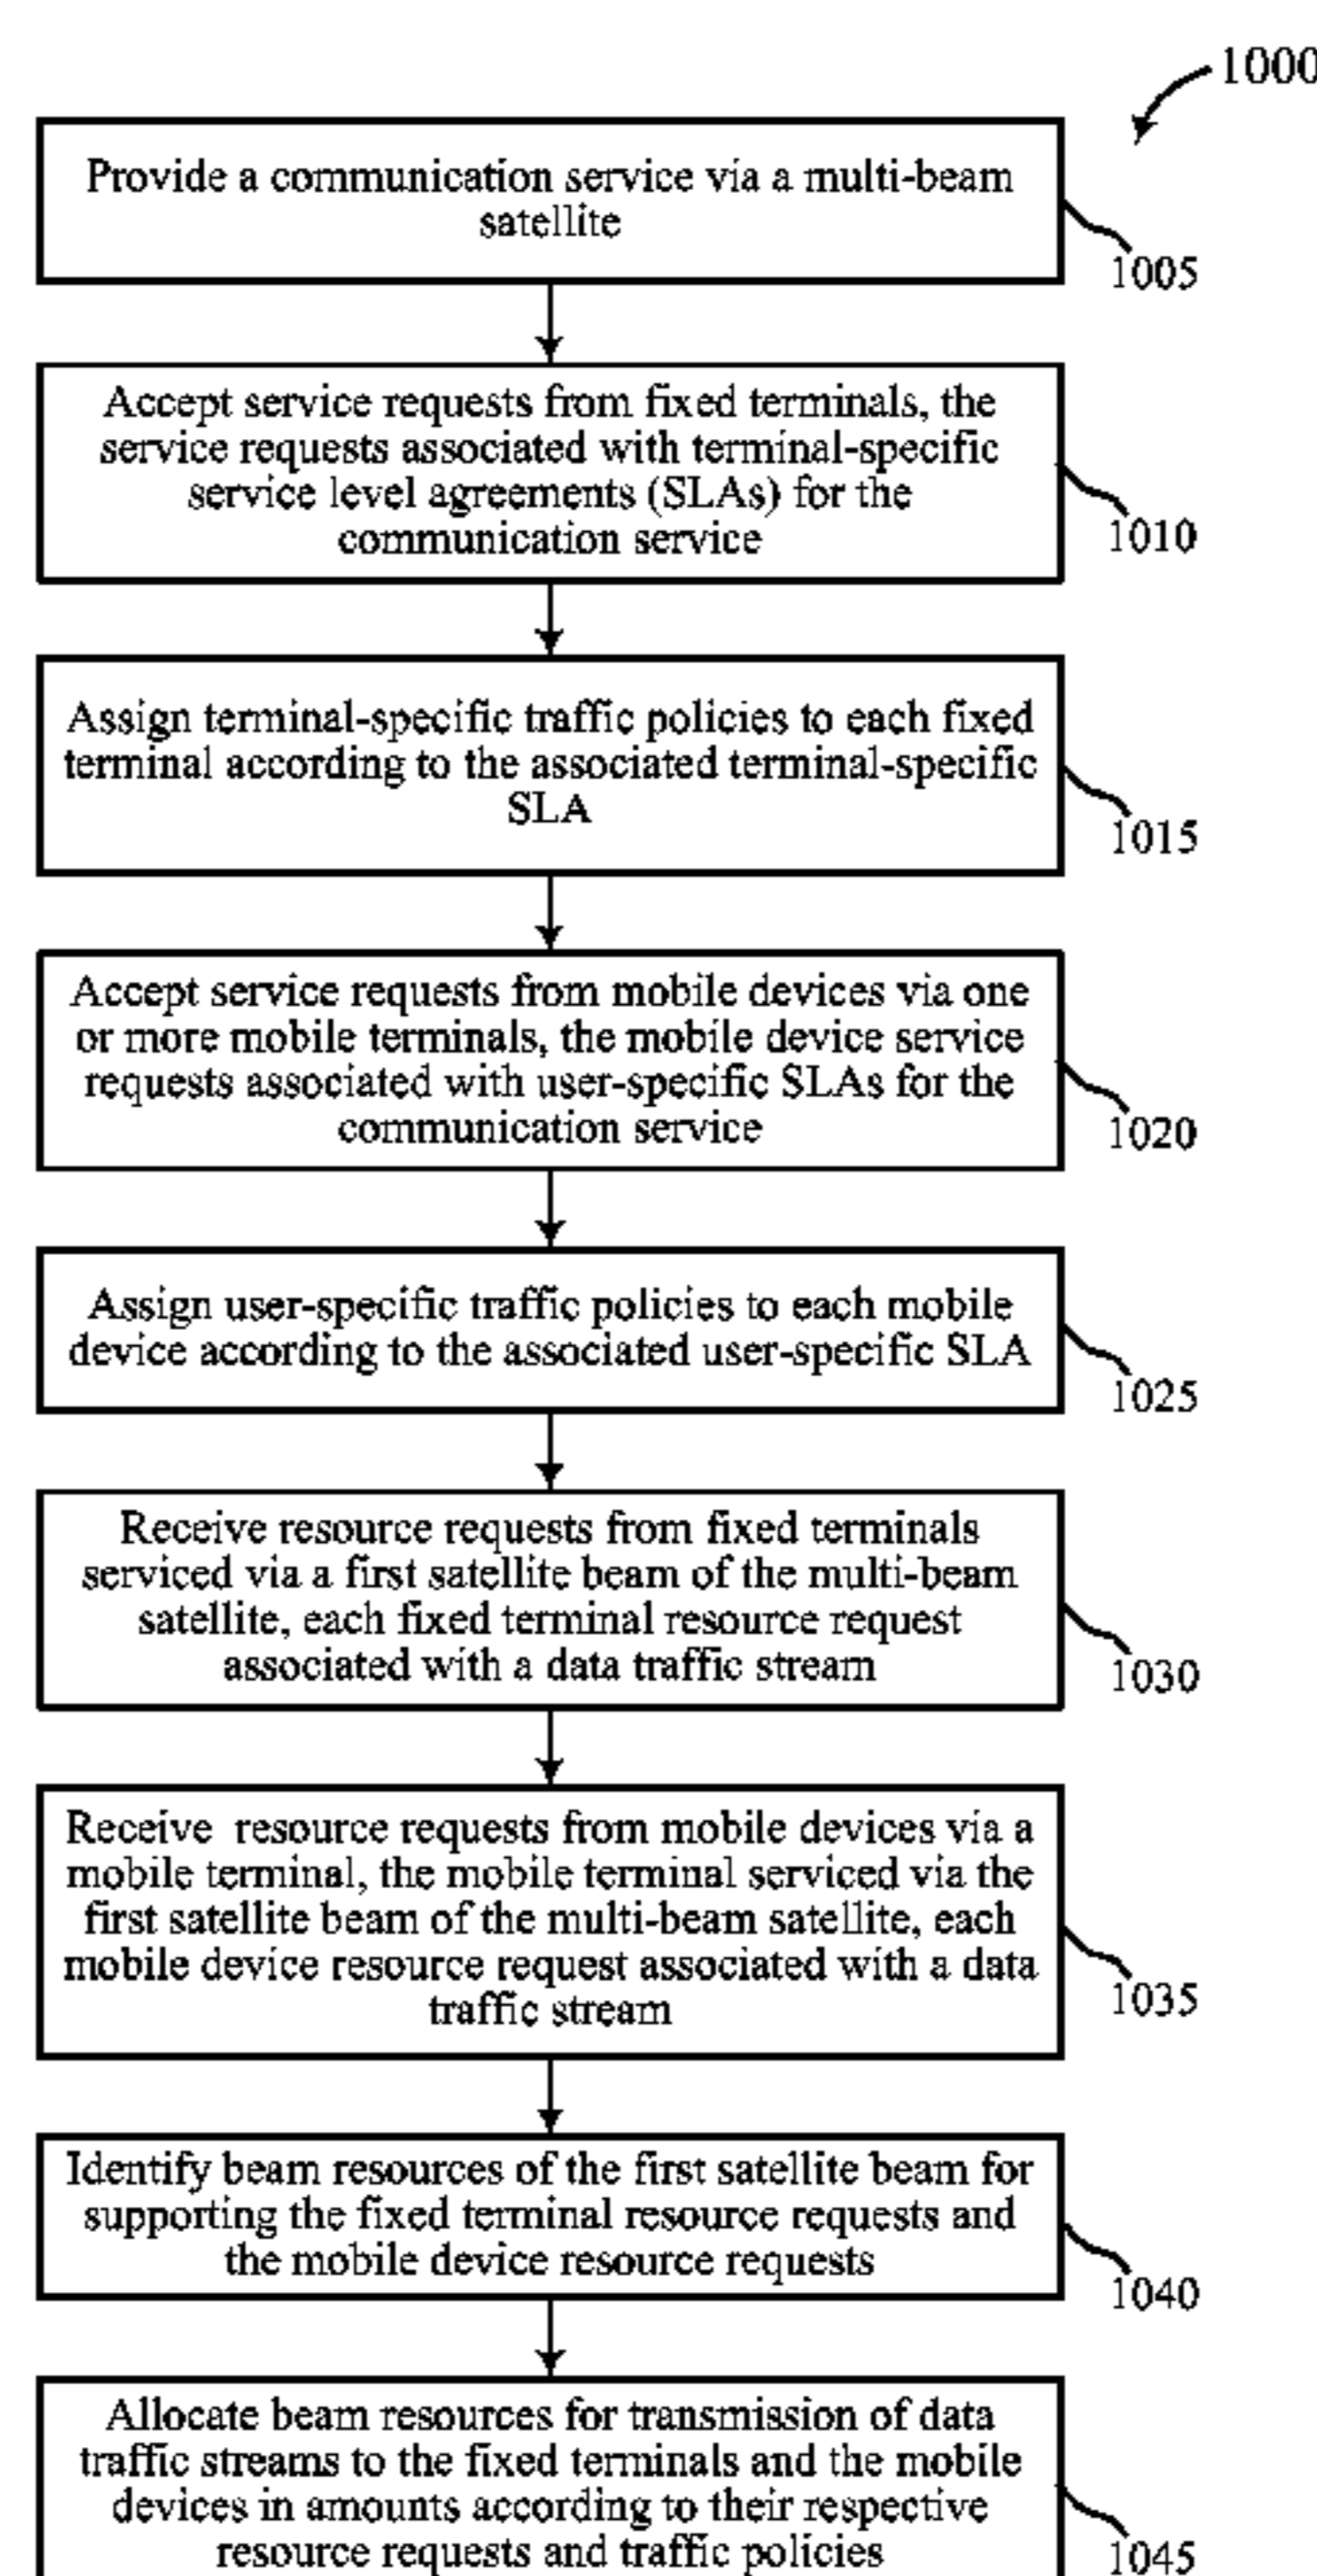 1000
Provide a communication service via a multi-beam
satellite
1005
Accept service requests from fixed terminals, the
service requests associated with terminal-specific
service level agreements (SLAs) for the
communication service
1010
Assign terminal-specific traffic policies to each fixed
terminal according to the associated terminal-specific
SLA
1015
Accept service requests from mobile devices via one
or more mobile terminals, the mobile device service
requests associated with user-specific SLAs for the
communication service
1020
Assign user-specific traffic policies to each mobile
device according to the associated user-specific SLA
1025
Receive resource requests from fixed terminals
serviced via a first satellite beam of the multi-beam
satellite, each fixed terminal resource request
associated with a data traffic stream
1030
Receive resource requests from mobile devices via a
mobile terminal, the mobile terminal serviced via the
first satellite beam of the multi-beam satellite, each
mobile device resource request associated with a data
traffic stream
1035
Identify beam resources of the first satellite beam for
supporting the fixed terminal resource requests and
the mobile device resource requests
1040
Allocate beam resources for transmission of data
traffic streams to the fixed terminals and the mobile
devices in amounts according to their respective
resource requests and traffic policies
1045